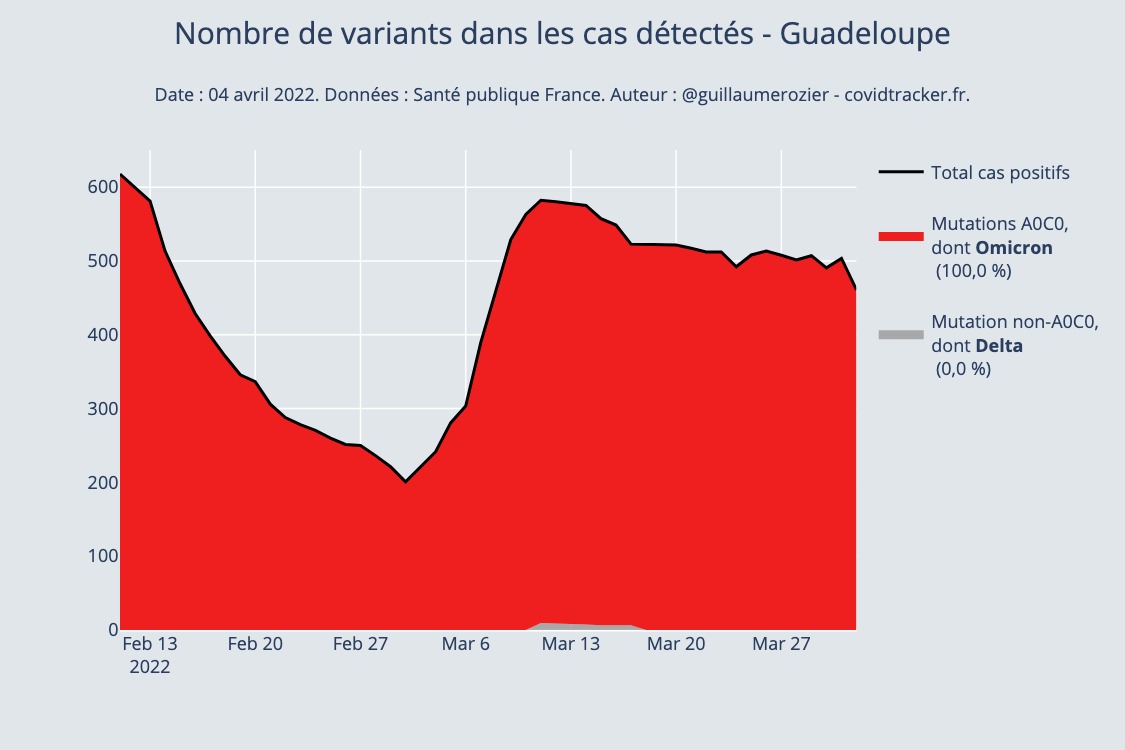 Nombre de variants dans les cas détectés - Guadeloupe
Date : 04 avril 2022. Données : Santé publique France. Auteur : @guillaumerozier - covidtracker.fr.
600
500
400
300
200
100
0
Feb 13
2022
Feb 20
Feb 27
Mar 6
Mar 13
Mar 20
Mar 27
Total cas positifs
Mutations A0C0,
dont Omicron
(100,0 %)
Mutation non-A0C0,
dont Delta
(0,0 %)